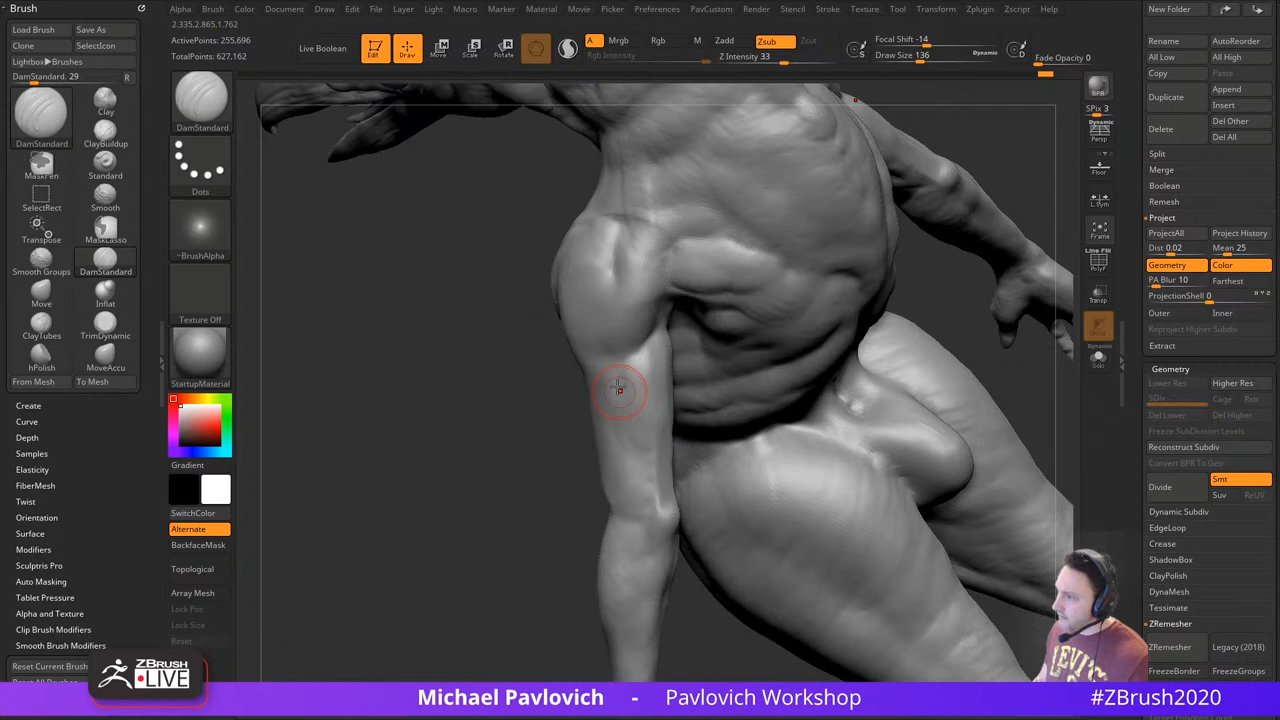 Brush
Alpha Brush Color Document Draw Edit File Layer Light Macro Marker Material Movie Picker Preferences PavCustom Render Stencil Stroke Texture Tool Transform Zplugin Zscript Help
New Folder
2.335,2.865,1.762
Load Brush Save As
Clone SelectIcon
Lightbox▶Brushes
DamStandard. 29 R
ActivePoints: 255,696
TotalPoints: 627,162
Live Boolean
Edit Draw Move Scale Rotate
A Mrgb Rgb M Zadd Zsub Zcut
Rgb Intensity Z Intensity 33
Focal Shift -14
Draw Size 136 Dynamic
S D
Fade Opacity 0
DamStandard
Clay
ClayBuildup
MaskPen Standard
SelectRect Smooth
Transpose MaskLasso
Smooth Groups DamStandard
Move Inflat
ClayTubes TrimDynamic
hPolish MoveAccu
From Mesh To Mesh
Create
Curve
Depth
Samples
Elasticity
FiberMesh
Twist
Orientation
Surface
Modifiers
Sculptris Pro
Auto Masking
Tablet Pressure
Alpha and Texture
Clip Brush Modifiers
Smooth Brush Modifiers
Reset Current Brush
DamStandard
Dots
~BrushAlpha
Texture Off
StartupMaterial
Gradient
SwitchColor
Alternate
BackfaceMask
Topological
Array Mesh
Lock Pos
Lock Size
Reset
BPR
SPix 3
Dynamic
Persp
Floor
L.Sym
Frame
Line Fill
PolyF
Transp
Dynamic
Solo
Rename AutoReorder
All Low All High
Copy Paste
Duplicate Append
Insert
Delete Del Other
Del All
Split
Merge
Boolean
Remesh
Project
ProjectAll Project History
Dist 0.02 Mean 25
Geometry Color
PA Blur 10 Farthest
ProjectionShell 0 X Y Z
Outer Inner
Reproject Higher Subdiv
Extract
Geometry
Lower Res Higher Res
SDiv Cage Rstr
Del Lower Del Higher
Freeze SubDivision Levels
Reconstruct Subdiv
Convert BPR To Geo
Divide Smt
Suv ReUV
Dynamic Subdiv
EdgeLoop
Crease
ShadowBox
ClayPolish
DynaMesh
Tessimate
ZRemesher
ZRemesher Legacy (2018)
FreezeBorder FreezeGroups
LEVI'S
ZBRUSH
LIVE
Michael Pavlovich - Pavlovich Workshop #ZBrush2020